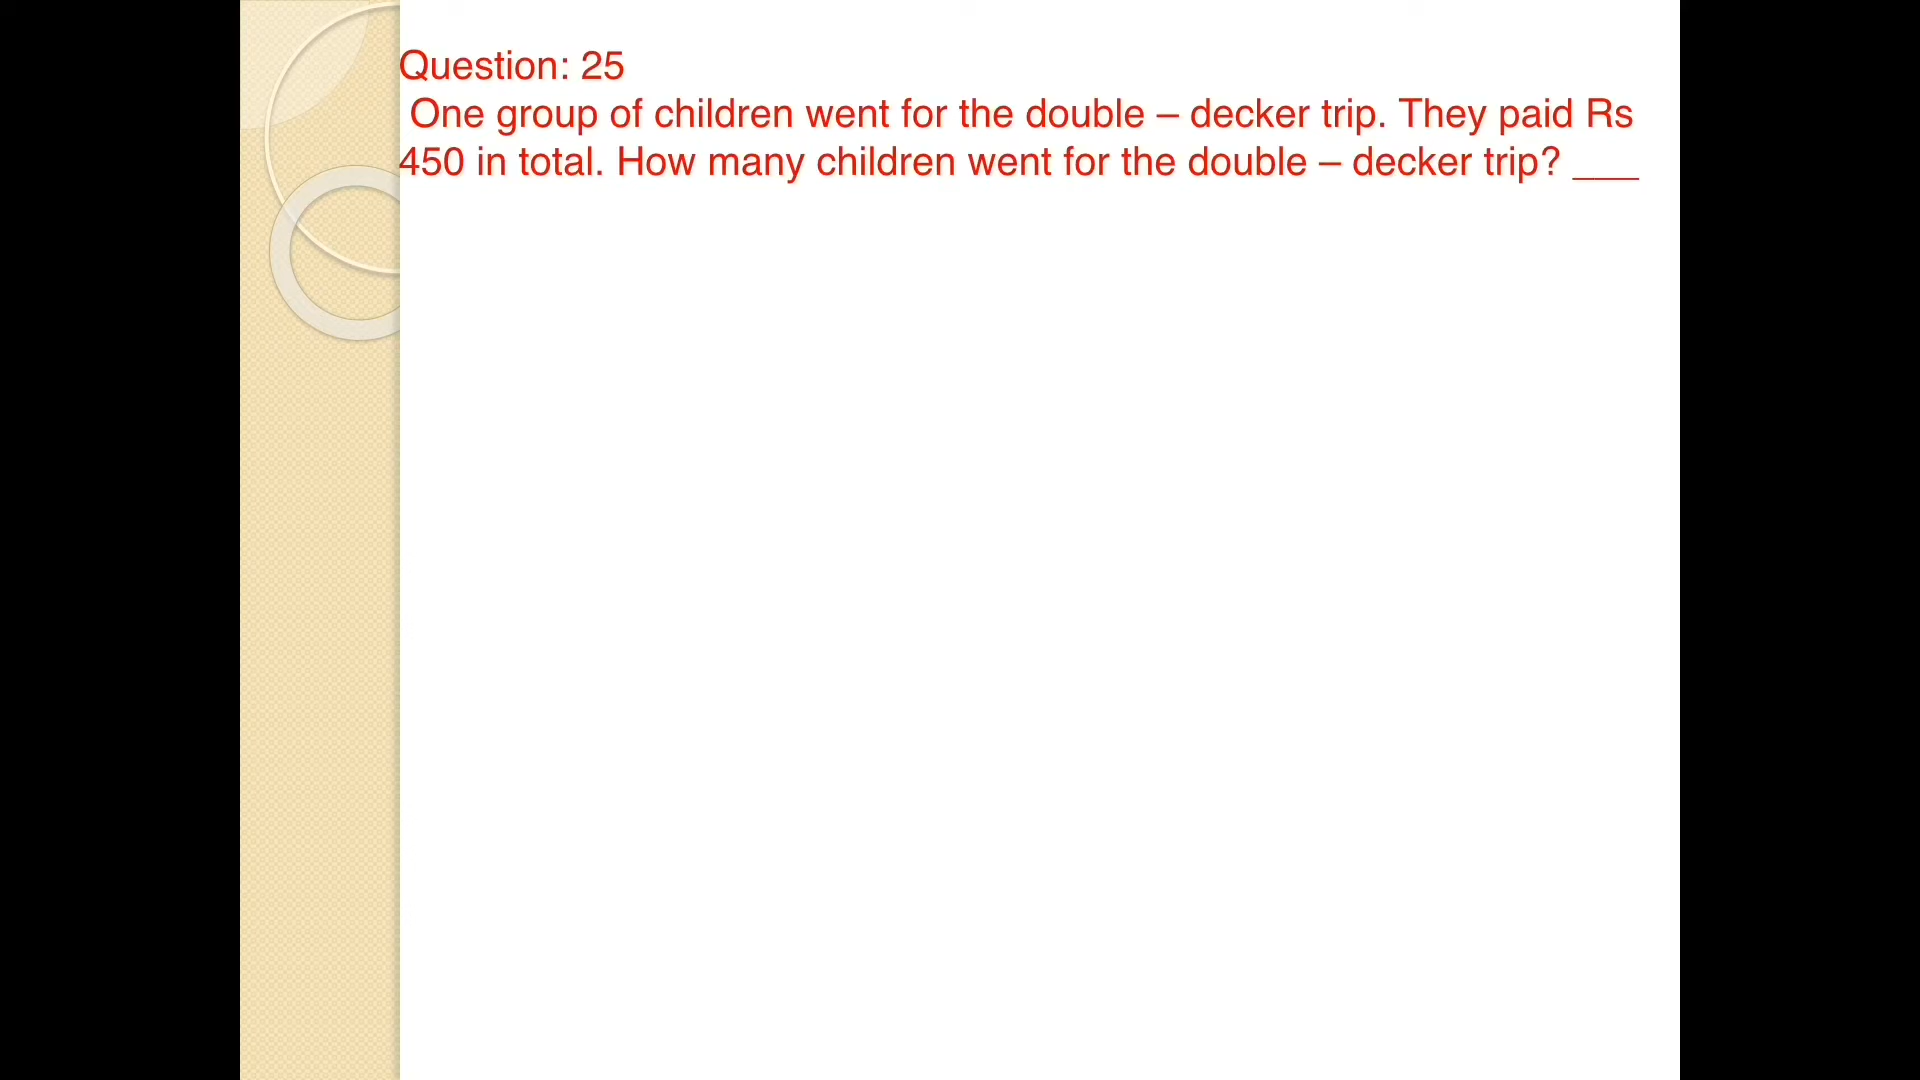 Question: 25
One group of children went for the double – decker trip. They paid Rs
450 in total. How many children went for the double – decker trip? ___